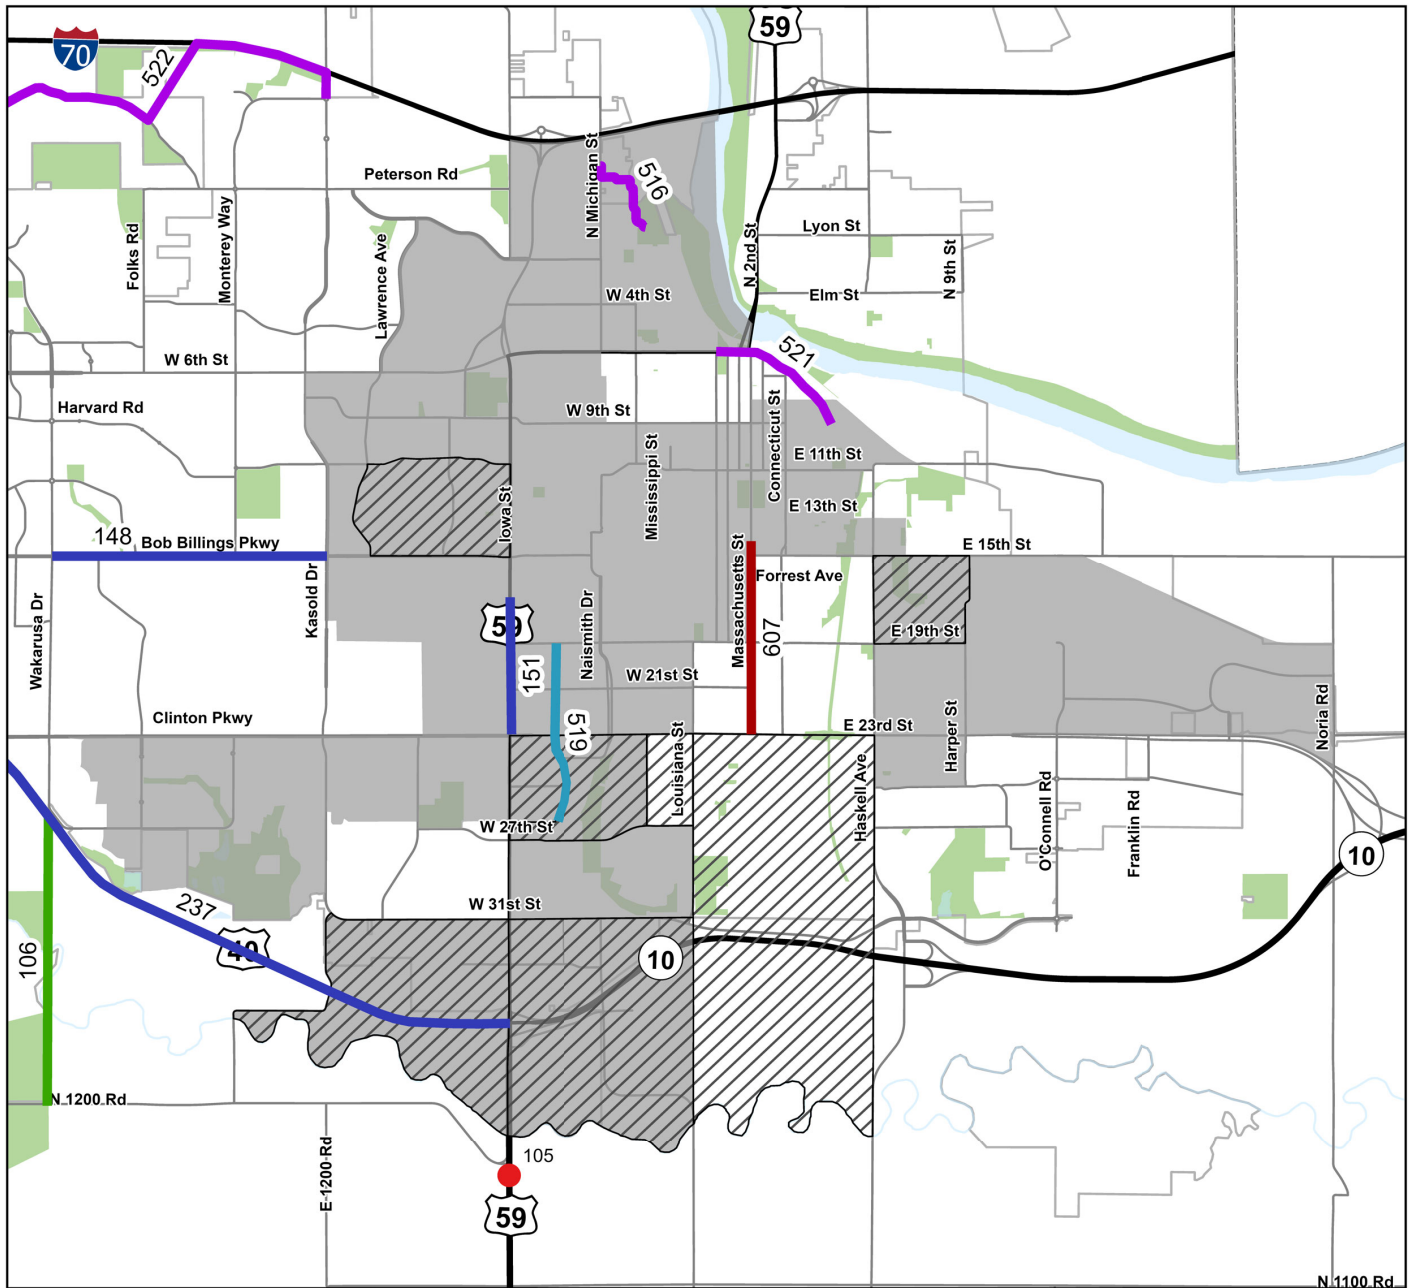 59
70
522
N Michigan St
516
Peterson Rd
Folks Rd
Monterey Way
Lawrence Ave
Lyon St
N 2nd St
N 9th St
W 4th St
Elm St
W 6th St
521
Harvard Rd
W 9th St
Connecticut St
Mississippi St
E 11th St
Iowa St
E 13th St
148
Bob Billings Pkwy
E 15th St
Massachusetts St
Forrest Ave
Kasold Dr
Wakarusa Dr
59
Naismith Dr
607
E 19th St
151
W 21st St
Clinton Pkwy
519
E 23rd St
Louisiana St
Harper St
Noria Rd
Haskell Ave
O'Connell Rd
Franklin Rd
W 27th St
10
237
W 31st St
40
106
10
N 1200 Rd
105
E 1200 Rd
59
N 1100 Rd